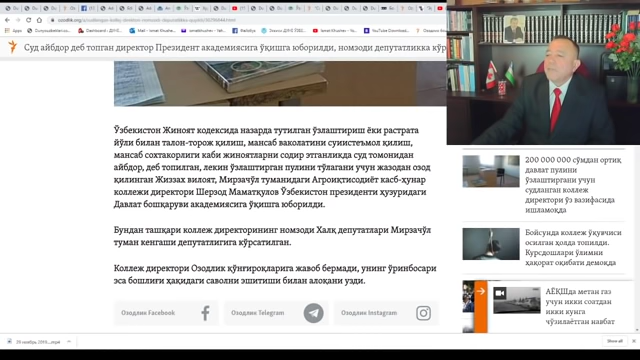 Суд айбдор деб топган директор Президент академиясига ўқишга юборилди, номзоди депутатликка кўр
Ўзбекистон Жиноят кодексида назарда тутилган ўзлаштириш ёки растрата
йўли билан талон-торож қилиш, мансаб ваколатини суиистеъмол қилиш,
мансаб сохтакорлиги каби жиноятларни содир этганликда суд томонидан
айбдор, деб топилган, лекин ўзлаштирган пулини тўлагани учун жазодан озод
қилинган Жиззах вилоят, Мирзачўл туманидаги Агроиқтисодиёт касб-ҳунар
коллежи директори Шерзод Маматқулов Ўзбекистон президенти ҳузуридаги
Давлат бошқаруви академиясига ўқишга юборилди.
Бундан ташқари коллеж директорининг номзоди Халқ депутатлари Мирзачўл
туман кенгаши депутатлигига кўрсатилган.
Коллеж директори Озодлик қўнғироқларига жавоб бермади, унинг ўринбосари
эса бошлиғи ҳақидаги саволни эшитиши билан алоқани узди.
Озодлик Facebook
Озодлик Telegram
Озодлик Instagram
200 000 000 сўмдан ортиқ
давлат пулини
ўзлаштиргани учун
судланган коллеж
директори ўз вазифасида
ишламоқда
Бойсунда коллеж ўқувчиси
осилган ҳолда топилди.
Курсдошлари ўлимни
ҳақорат оқибати демоқда
АЁҚШда метан газ
учун икки соатдан
икки кунга
чўзилаётган навбат
Show all